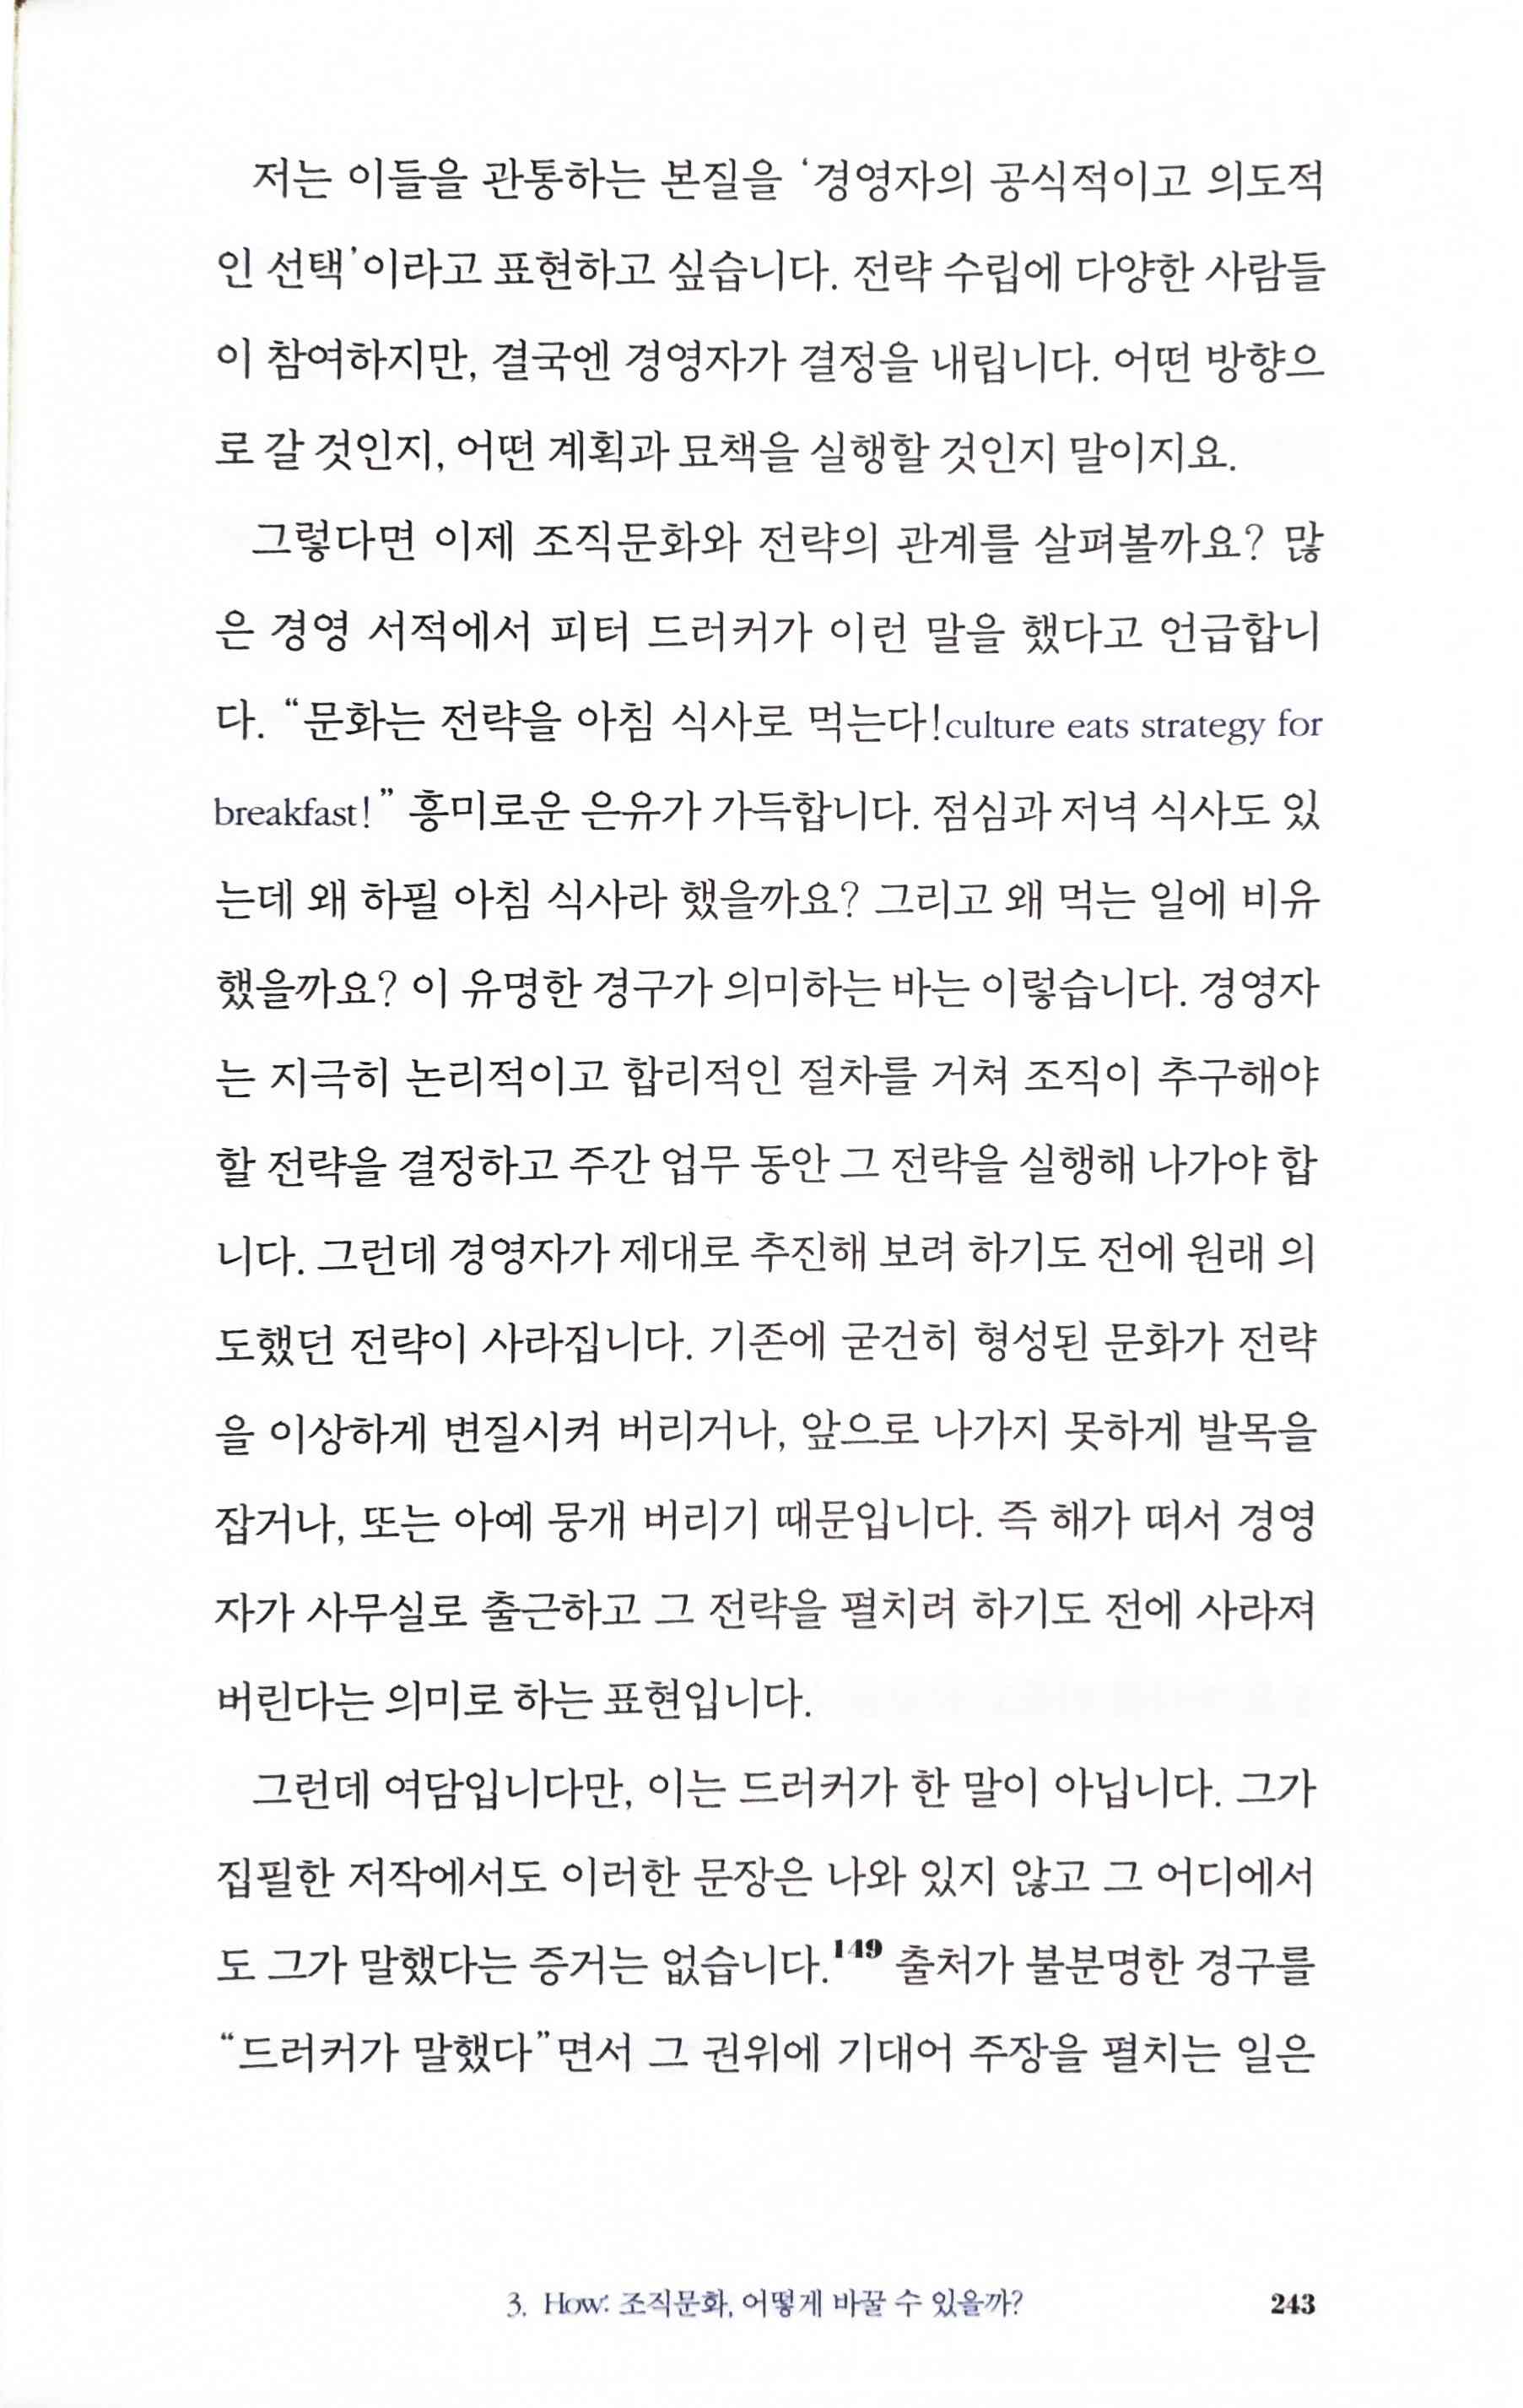 저는 이들을 관통하는 본질을 ‘경영자의 공식적이고 의도적
인 선택’이라고 표현하고 싶습니다. 전략 수립에 다양한 사람들
이 참여하지만, 결국엔 경영자가 결정을 내립니다. 어떤 방향으
로 갈 것인지, 어떤 계획과 묘책을 실행할 것인지 말이지요.
그렇다면 이제 조직문화와 전략의 관계를 살펴볼까요? 많
은 경영 서적에서 피터 드러커가 이런 말을 했다고 언급합니
다. “문화는 전략을 아침 식사로 먹는다!culture eats strategy for
breakfast!” 흥미로운 은유가 가득합니다. 점심과 저녁 식사도 있
는데 왜 하필 아침 식사라 했을까요? 그리고 왜 먹는 일에 비유
했을까요? 이 유명한 경구가 의미하는 바는 이렇습니다. 경영자
는 지극히 논리적이고 합리적인 절차를 거쳐 조직이 추구해야
할 전략을 결정하고 주간 업무 동안 그 전략을 실행해 나가야 합
니다. 그런데 경영자가 제대로 추진해 보려 하기도 전에 원래 의
도했던 전략이 사라집니다. 기존에 굳건히 형성된 문화가 전략
을 이상하게 변질시켜 버리거나, 앞으로 나가지 못하게 발목을
잡거나, 또는 아예 뭉개 버리기 때문입니다. 즉 해가 떠서 경영
자가 사무실로 출근하고 그 전략을 펼치려 하기도 전에 사라져
버린다는 의미로 하는 표현입니다.
그런데 여담입니다만, 이는 드러커가 한 말이 아닙니다. 그가
집필한 저작에서도 이러한 문장은 나와 있지 않고 그 어디에서
도 그가 말했다는 증거는 없습니다.149 출처가 불분명한 경구를
“드러커가 말했다”면서 그 권위에 기대어 주장을 펼치는 일은
3. How: 조직문화, 어떻게 바꿀 수 있을까? 243